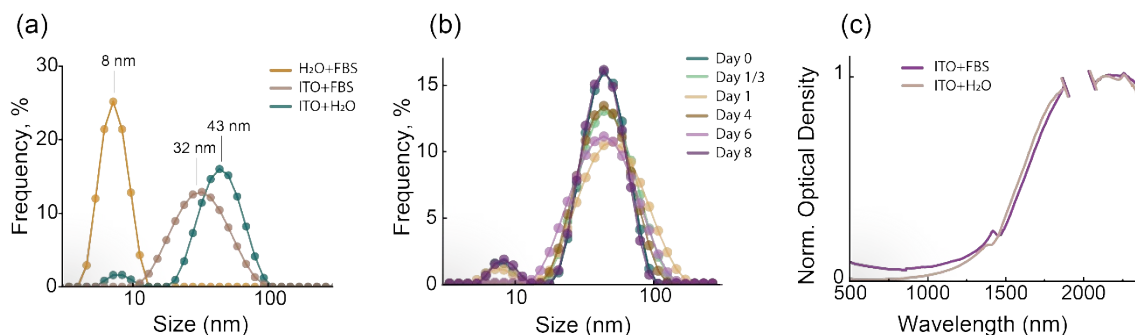 (a)
8 nm
30
H₂O+FBS
ITO+FBS
ITO+H₂O
43 nm
20
32 nm
10
0
10
100
Frequency, %
Size (nm)
(b)
Day 0
Day 1/3
Day 1
Day 4
Day 6
Day 8
15
10
5
0
10
100
Frequency, %
Size (nm)
(c)
ITO+FBS
ITO+H₂O
1
0
500
1000
1500
2000
Norm. Optical Density
Wavelength (nm)